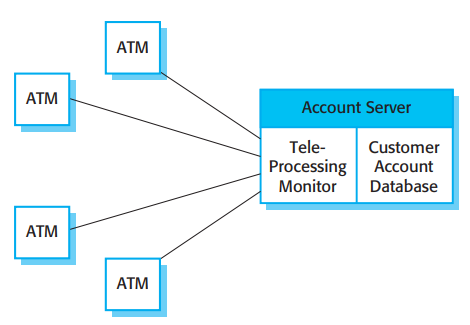 ATM
ATM
Account Server
Tele-
Processing
Monitor
Customer
Account
Database
ATM
ATM